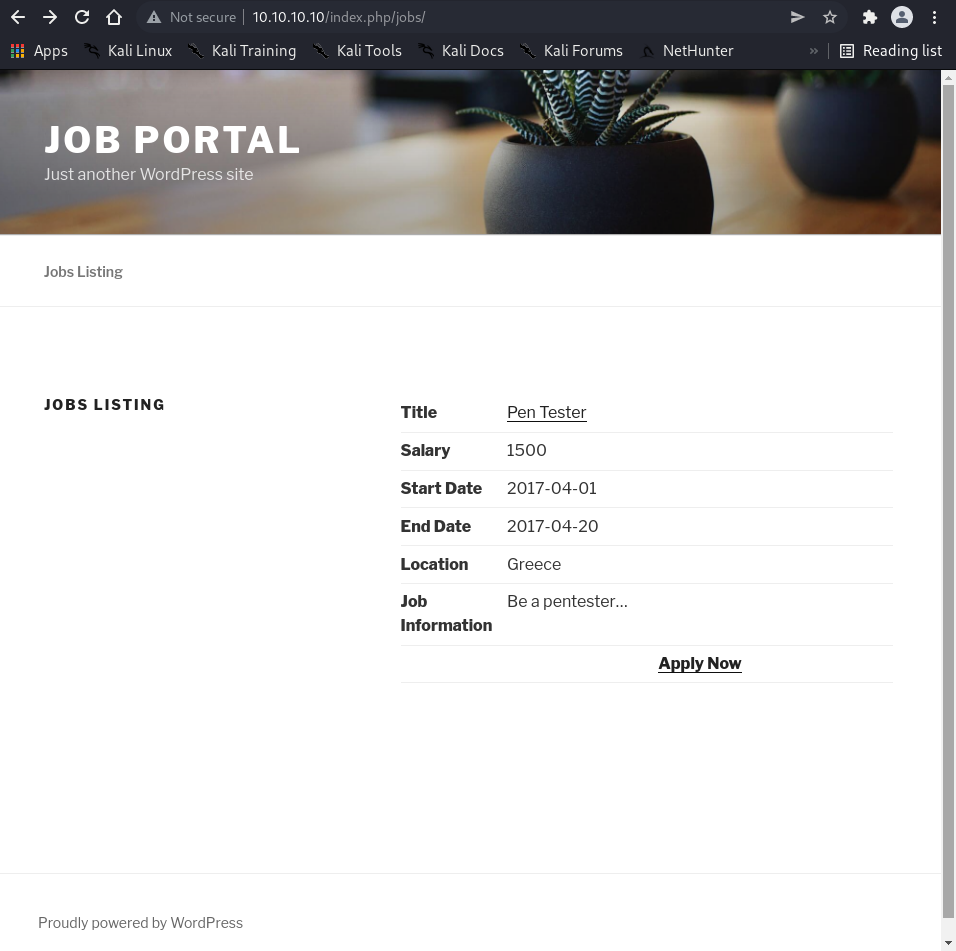 Not secure 10.10.10.10/index.php/jobs/
Apps Kali Linux Kali Training Kali Tools Kali Docs Kali Forums NetHunter » Reading list
JOB PORTAL
Just another WordPress site
Jobs Listing
JOBS LISTING
Title Pen Tester
Salary 1500
Start Date 2017-04-01
End Date 2017-04-20
Location Greece
Job Be a pentester...
Information
Apply Now
Proudly powered by WordPress